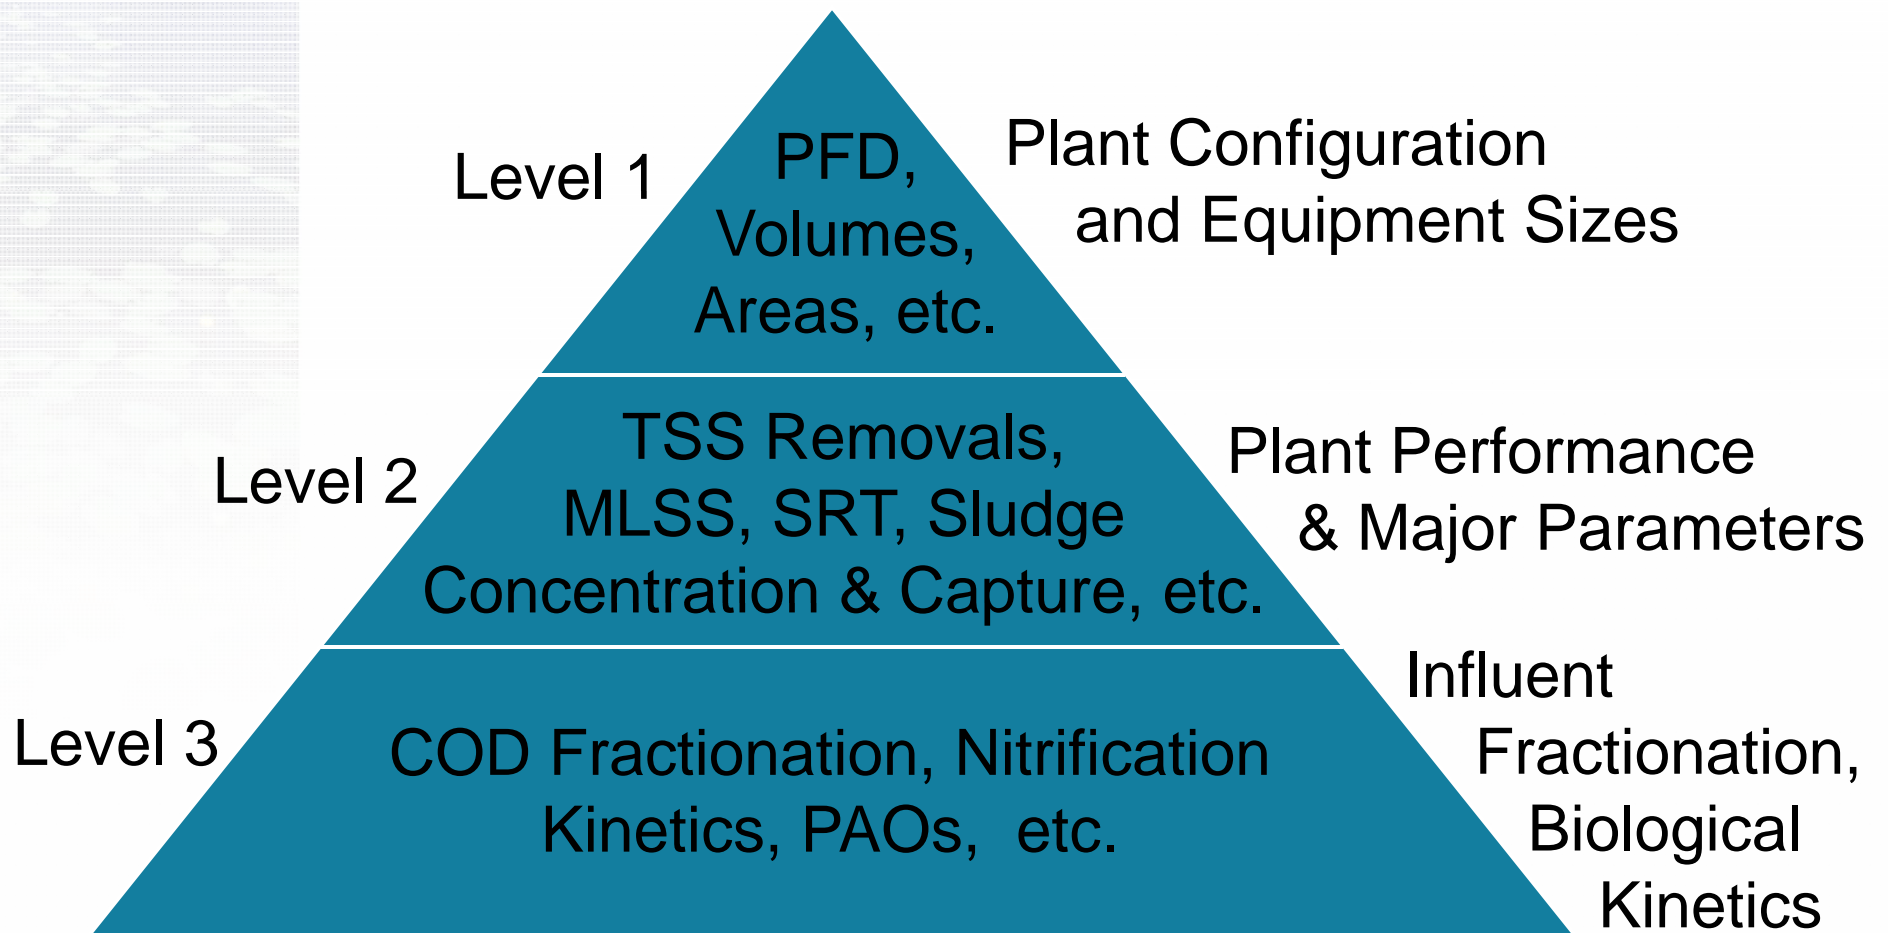 Level 1
PFD,
Volumes,
Areas, etc.
Plant Configuration
and Equipment Sizes
Level 2
TSS Removals,
MLSS, SRT, Sludge
Concentration & Capture, etc.
Plant Performance
& Major Parameters
Level 3
COD Fractionation, Nitrification
Kinetics, PAOs, etc.
Influent
Fractionation,
Biological
Kinetics